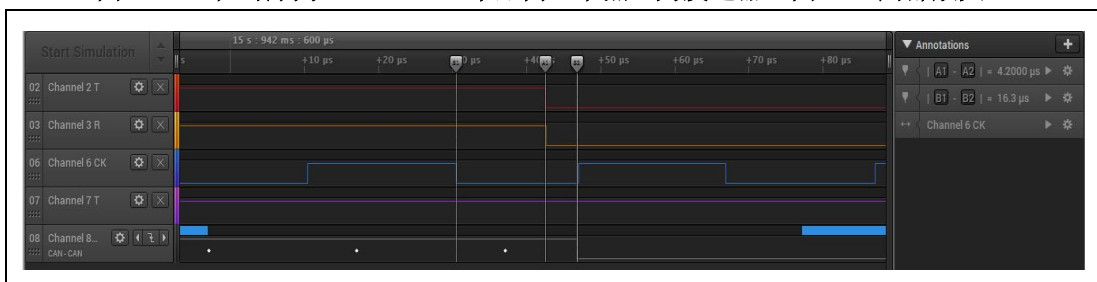 Start Simulation
15 s : 942 ms : 600 µs
+10 µs
+20 µs
+50 µs
+60 µs
+70 µs
+80 µs
02 Channel 2 T
03 Channel 3 R
06 Channel 6 CK
07 Channel 7 T
08 Channel 8...
CAN-CAN
Annotations
| A1 - A2 | = 4.2000 µs
| B1 - B2 | = 16.3 µs
Channel 6 CK